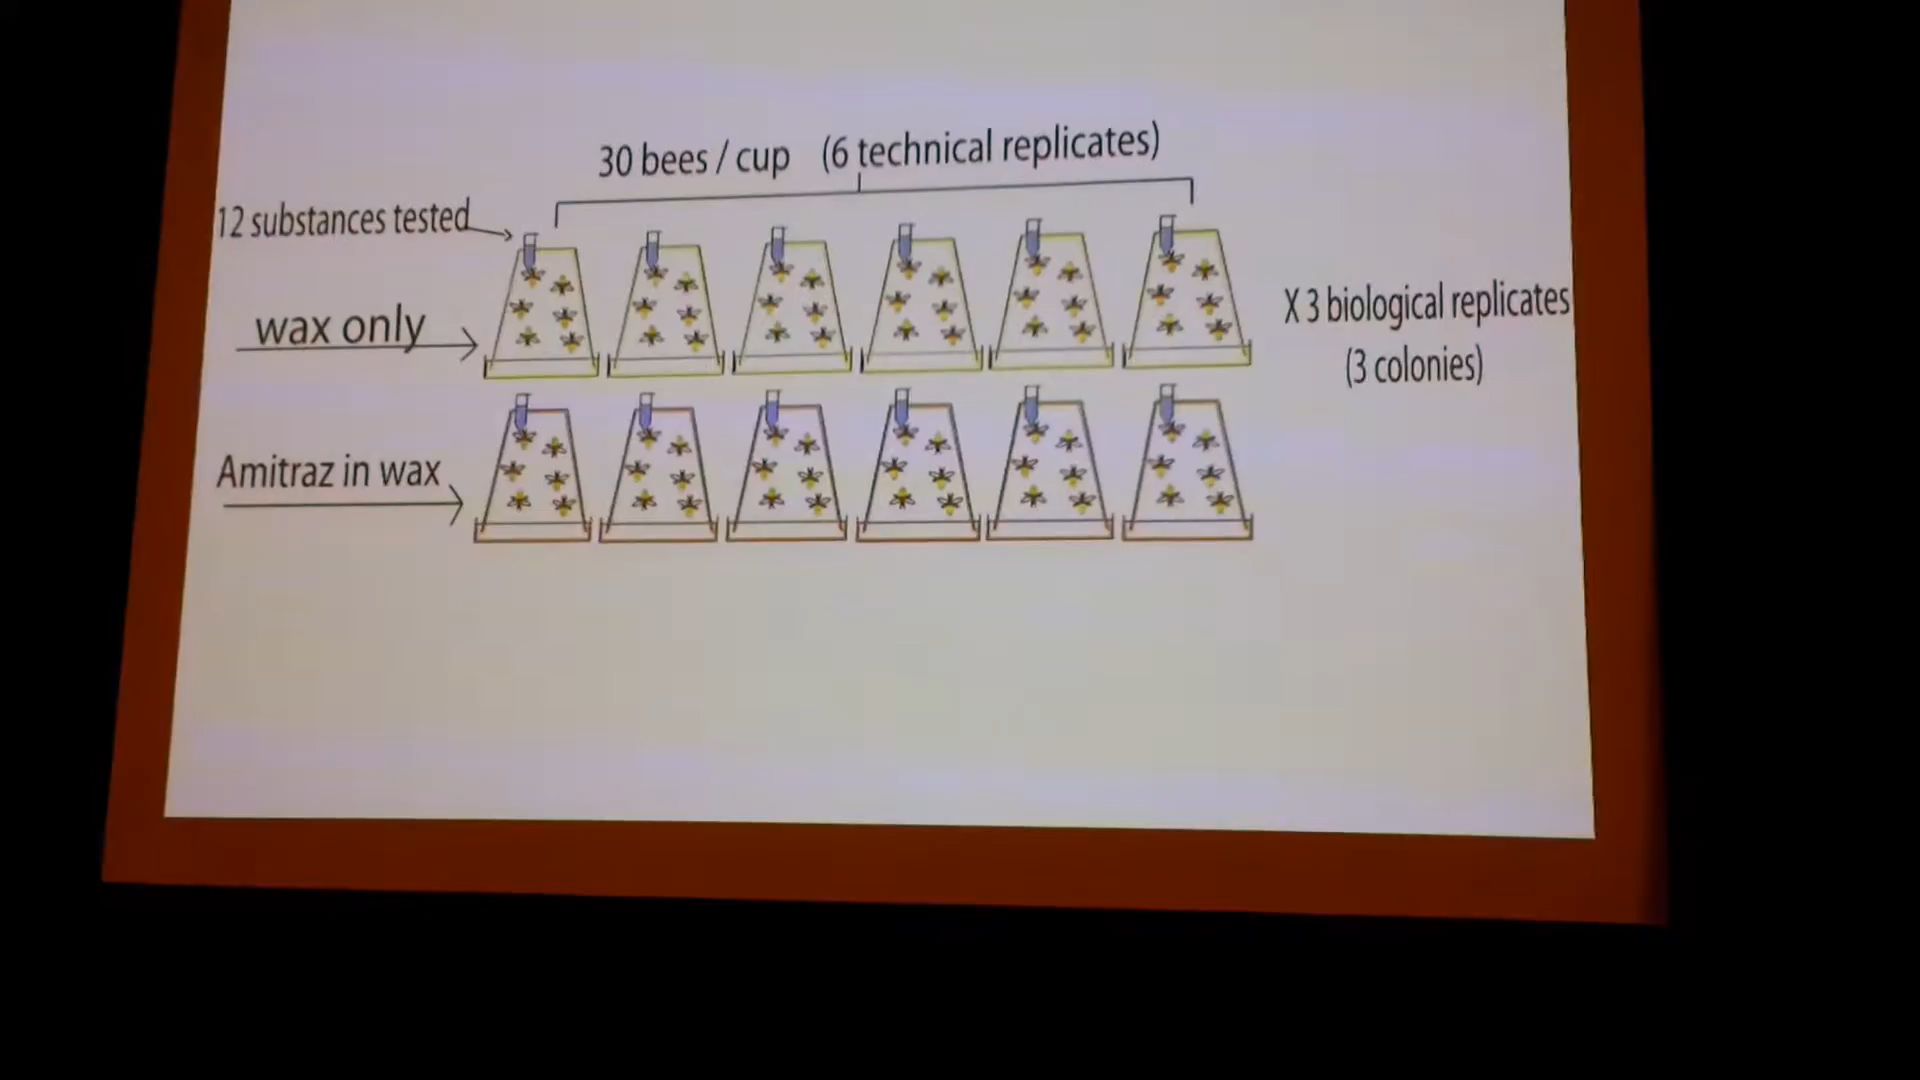 30 bees / cup (6 technical replicates)
12 substances tested
wax only
X 3 biological replicates
(3 colonies)
Amitraz in wax